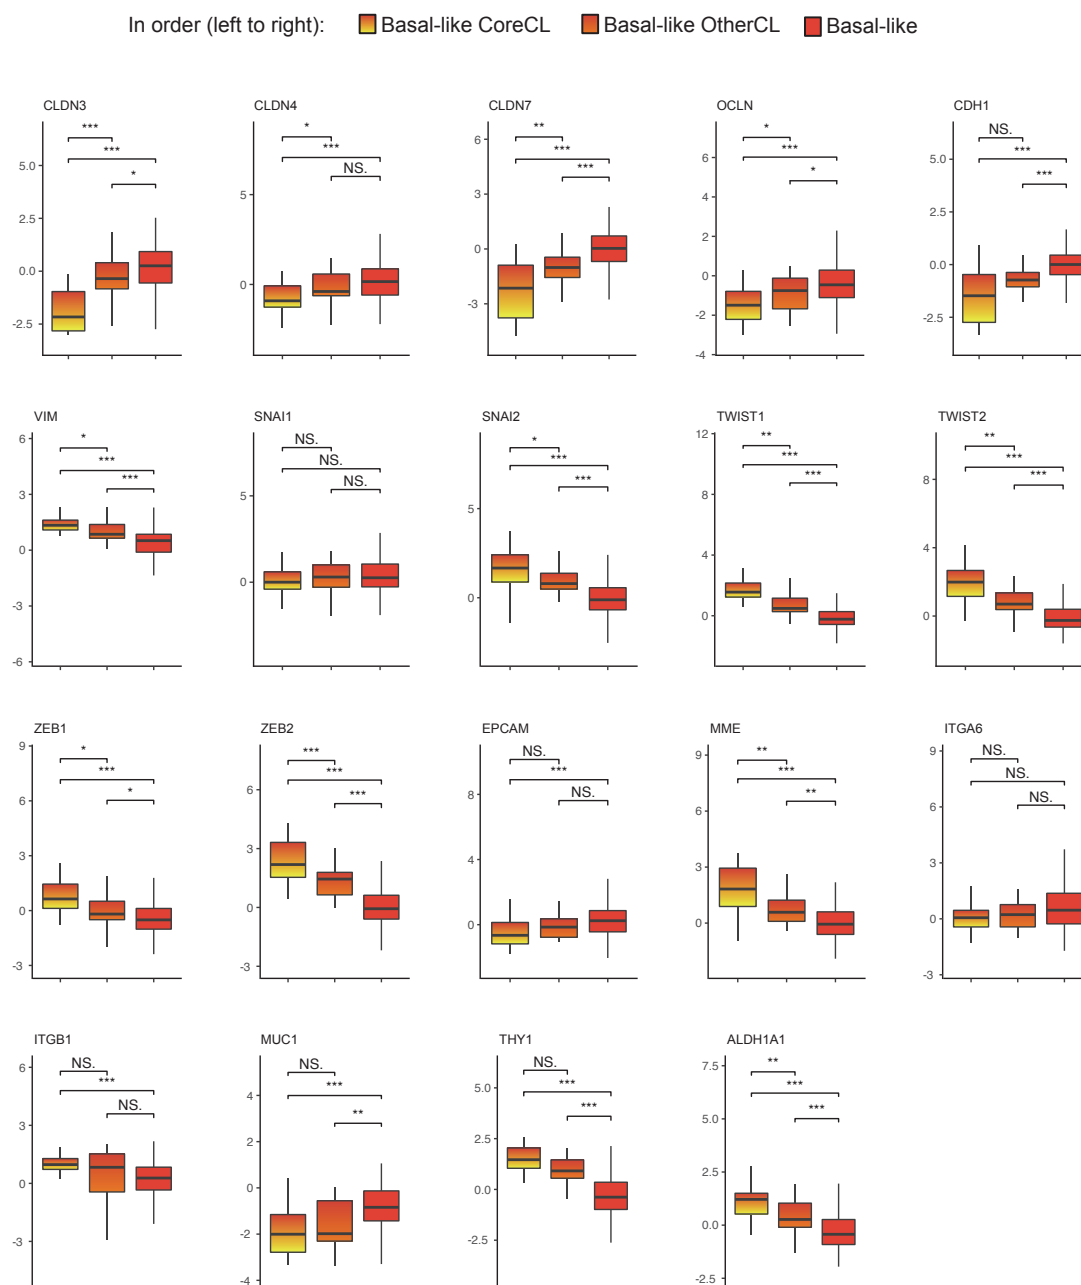 In order (left to right): Basal-like CoreCL Basal-like OtherCL Basal-like
CLDN3 CLDN4 CLDN7 OCLN CDH1
*** * ** * NS.
*** *** *** *** ***
* NS. *** * ***
5.0 2.5 0.0 -2.5
5 0
6 3 0 -3
6 4 2 0 -2 -4
5.0 2.5 0.0 -2.5
VIM SNAI1 SNAI2 TWIST1 TWIST2
* NS. * ** **
*** NS. *** *** ***
*** NS. *** *** ***
6 3 0 -3 -6
5 0
5 0
12 8 4 0
8 4 0
ZEB1 ZEB2 EPCAM MME ITGA6
* *** NS. ** NS.
*** *** *** *** NS.
* *** NS. ** NS.
9 6 3 0 -3
6 3 0 -3
8 4 0
6 3 0
9 6 3 0 -3
ITGB1 MUC1 THY1 ALDH1A1
NS. NS. NS. **
*** *** *** ***
NS. ** *** ***
6 3 0 -3
4 2 0 -2 -4
5.0 2.5 0.0 -2.5
7.5 5.0 2.5 0.0 -2.5